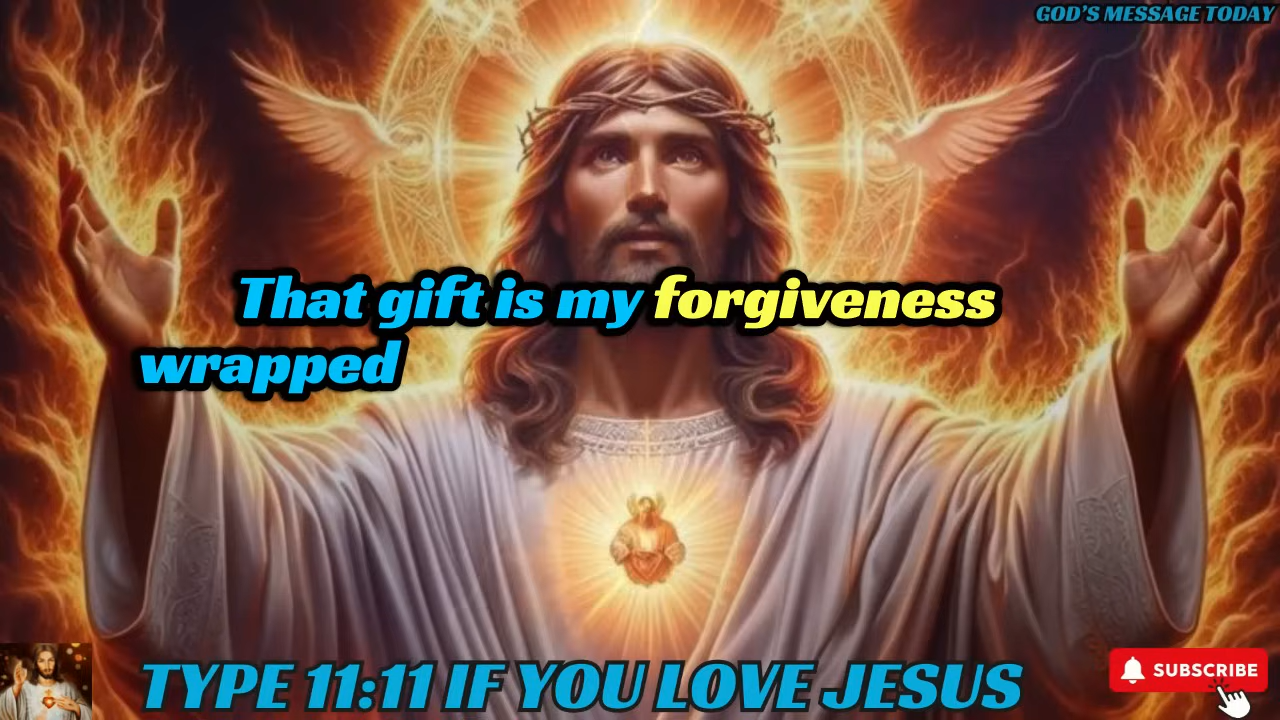 GOD'S MESSAGE TODAY
That gift is my forgiveness
wrapped
TYPE 11:11 IF YOU LOVE JESUS
SUBSCRIBE